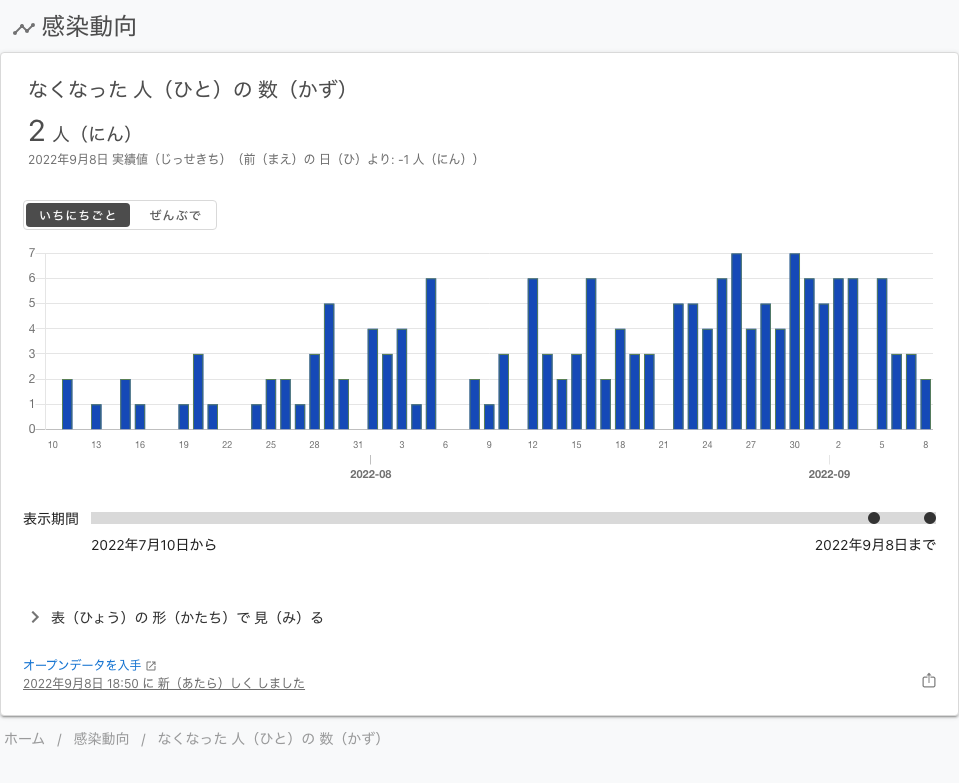 感染動向
なくなった 人（ひと）の 数（かず）
2 人（にん）
2022年9月8日 実績値（じっせきち）（前（まえ）の 日（ひ）より: -1 人（にん））
いちにちごと ぜんぶで
7
6
5
4
3
2
1
0
10 13 16 19 22 25 28 31 3 6 9 12 15 18 21 24 27 30 2 5 8
2022-08 2022-09
表示期間
2022年7月10日から 2022年9月8日まで
表（ひょう）の 形（かたち）で 見（み）る
オープンデータを入手
2022年9月8日 18:50 に 新（あたら）しく しました
ホーム / 感染動向 / なくなった 人（ひと）の 数（かず）